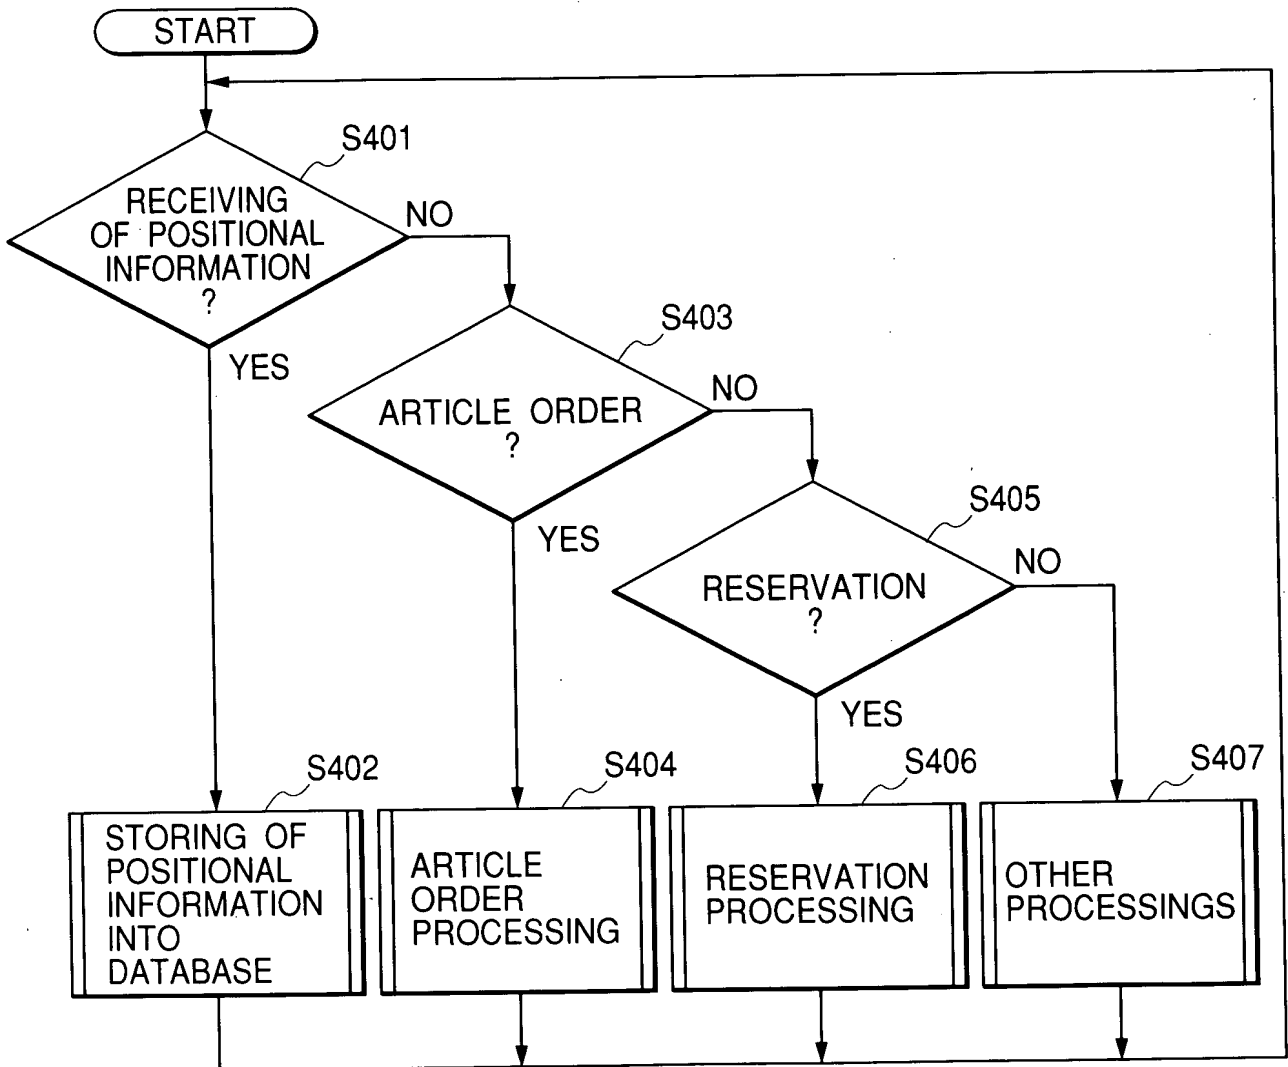 START
S401
RECEIVING
OF POSITIONAL
INFORMATION
?
NO
YES
S403
ARTICLE ORDER
?
NO
YES
S405
RESERVATION
?
NO
YES
S402
STORING OF
POSITIONAL
INFORMATION
INTO
DATABASE
S404
ARTICLE
ORDER
PROCESSING
S406
RESERVATION
PROCESSING
S407
OTHER
PROCESSINGS